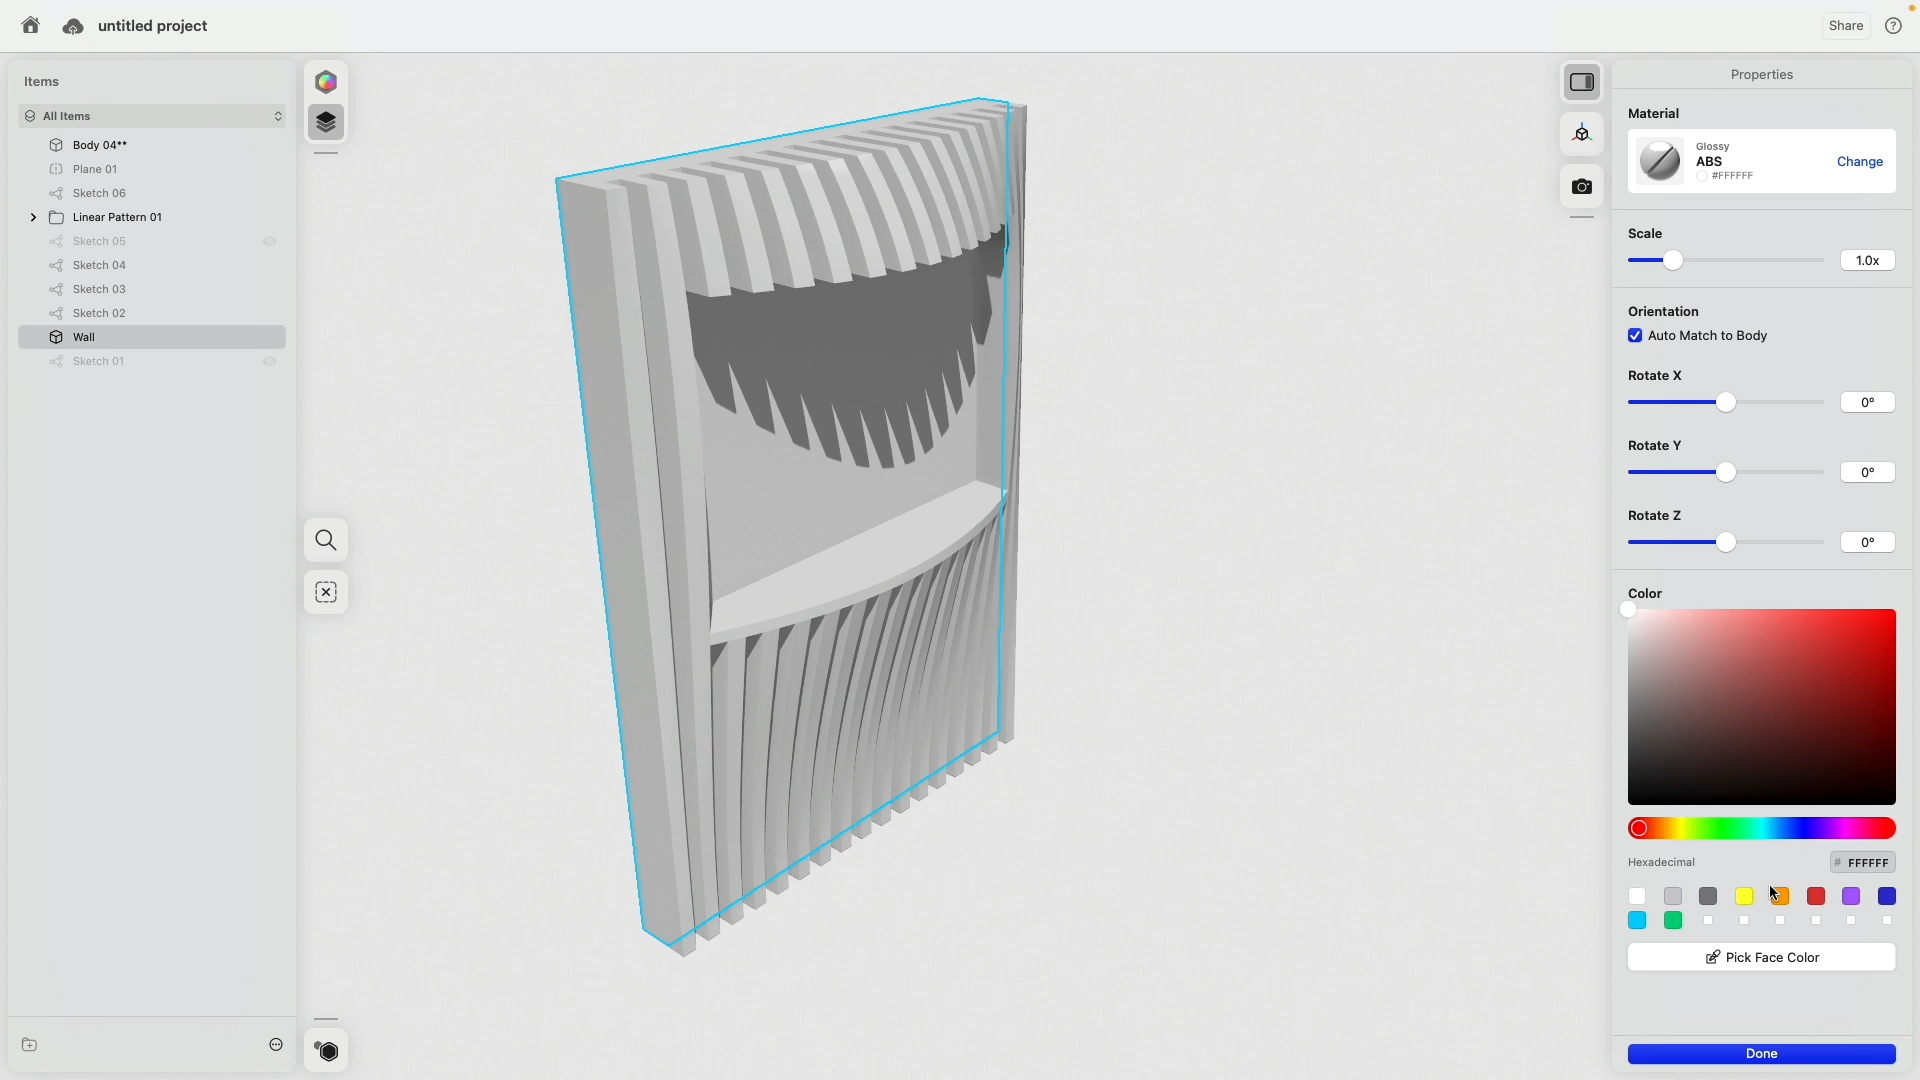 untitled project
Share
Items
All Items
Body 04**
Plane 01
Sketch 06
Linear Pattern 01
Sketch 05
Sketch 04
Sketch 03
Sketch 02
Wall
Sketch 01
Properties
Material
Glossy
ABS
#FFFFFF
Change
Scale
1.0x
Orientation
Auto Match to Body
Rotate X
0°
Rotate Y
0°
Rotate Z
0°
Color
Hexadecimal
# FFFFFF
Pick Face Color
Done